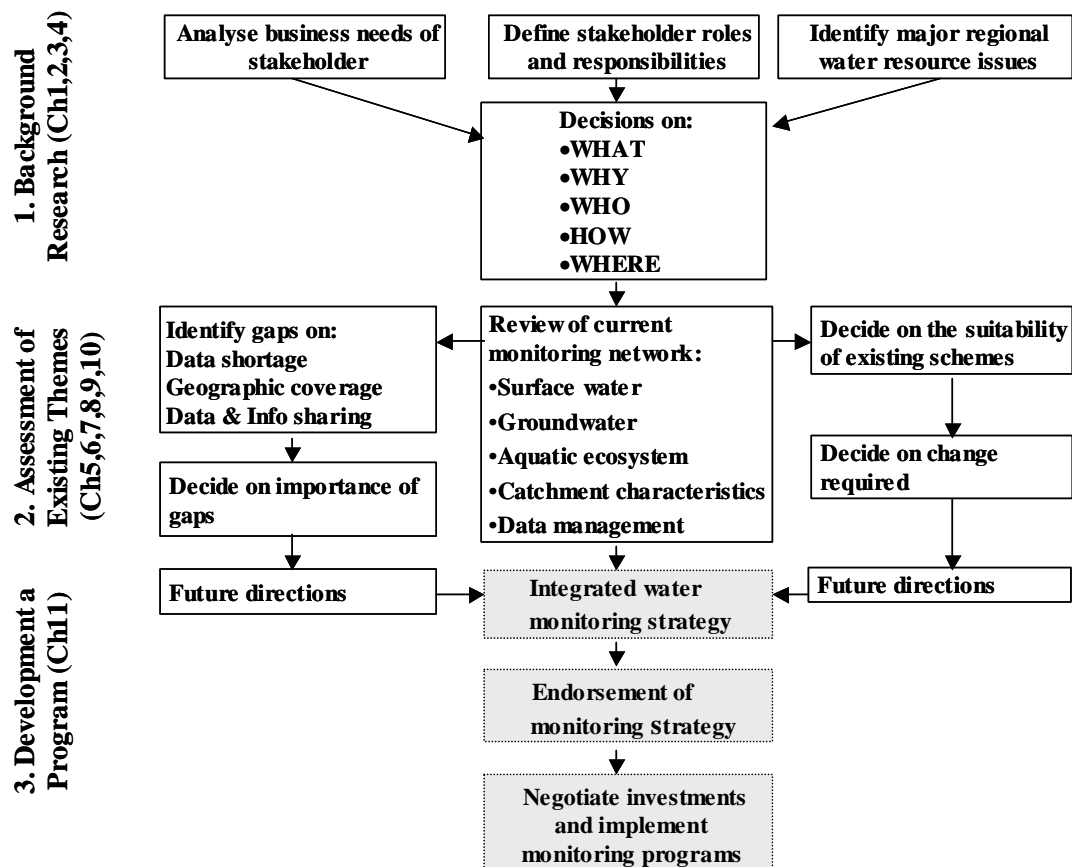 1. Background
Research (Ch1,2,3,4)
Analyse business needs of
stakeholder
Define stakeholder roles
and responsibilities
Identify major regional
water resource issues
Decisions on:
•WHAT
•WHY
•WHO
•HOW
•WHERE
2. Assessment of
Existing Themes
(Ch5,6,7,8,9,10)
Identify gaps on:
Data shortage
Geographic coverage
Data & Info sharing
Decide on importance of
gaps
Review of current
monitoring network:
•Surface water
•Groundwater
•Aquatic ecosystem
•Catchment characteristics
•Data management
Decide on the suitability
of existing schemes
Decide on change
required
3. Development a
Program (Ch11)
Future directions
Integrated water
monitoring strategy
Future directions
Endorsement of
monitoring Strategy
Negotiate investments
and implement
monitoring programs